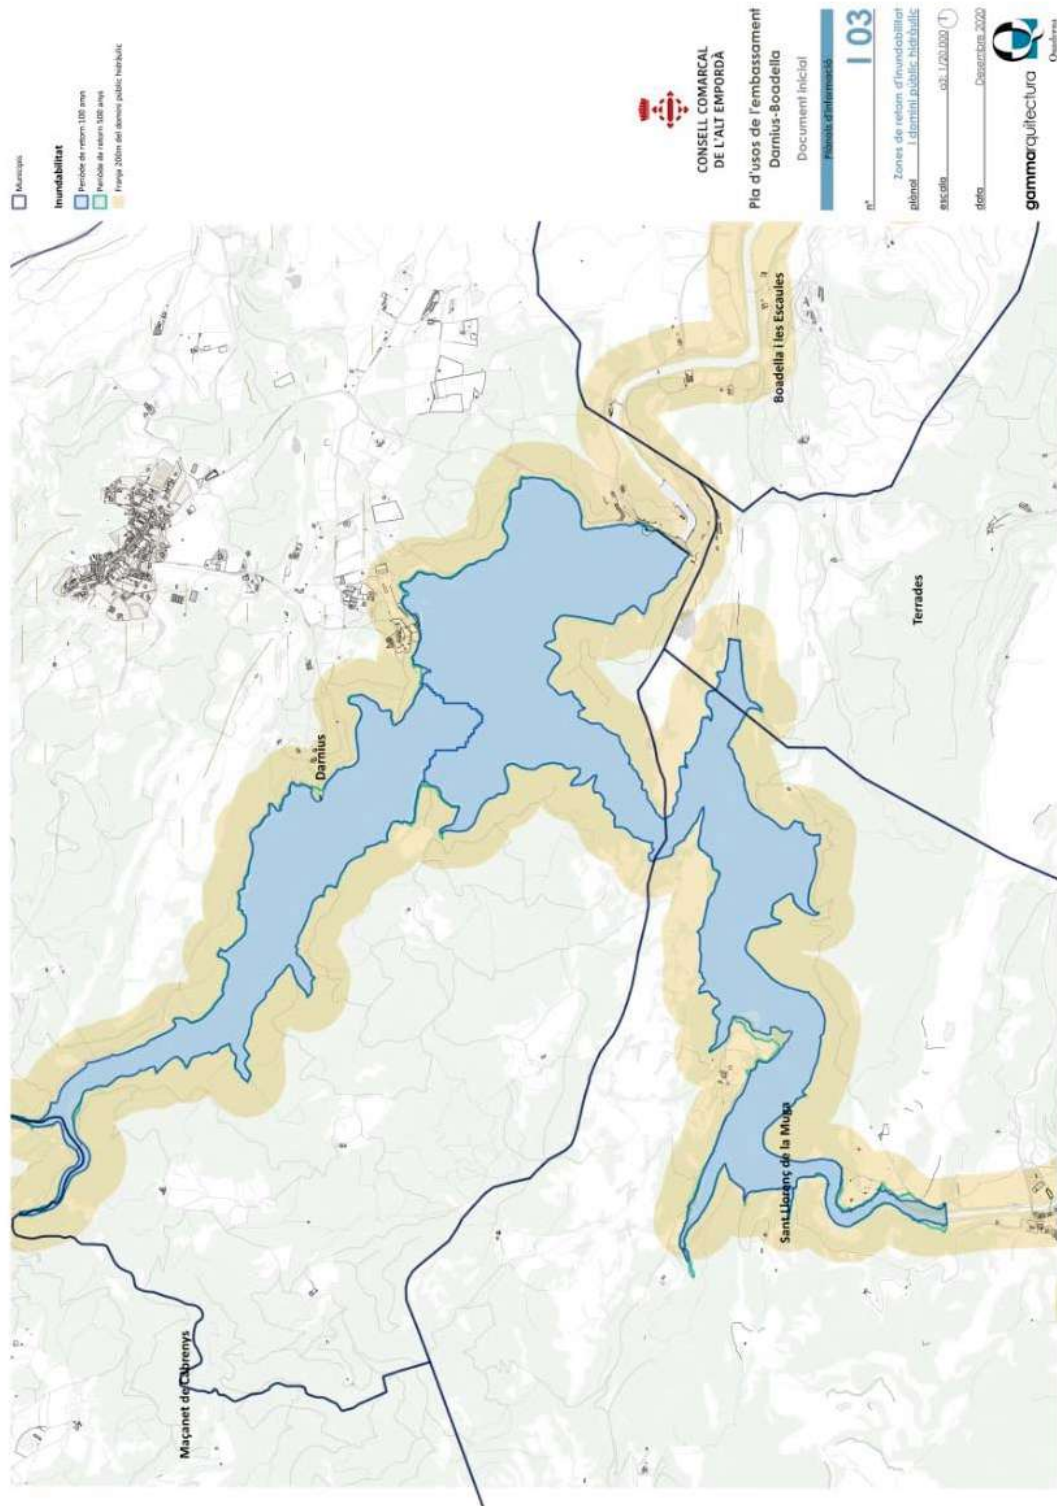 Municipis
Inundabilitat
Període de retorn 100 anys
Període de retorn 500 anys
Franja 200m del domini públic hidràulic
CONSELL COMARCAL
DE L'ALT EMPORDÀ
Pla d'usos de l'embassament
Darnius-Boadella
Document inicial
Plànols d'informació
nº
I 03
Zones de retorn d'inundabilitat
plànol
i domini públic hidràulic
escala
a3: 1/20.000
data
Desembre 2020
gammarquitectura
Maçanet de Cabrenys
Darnius
Boadella i les Escaules
Terrades
Sant Llorenç de la Muga